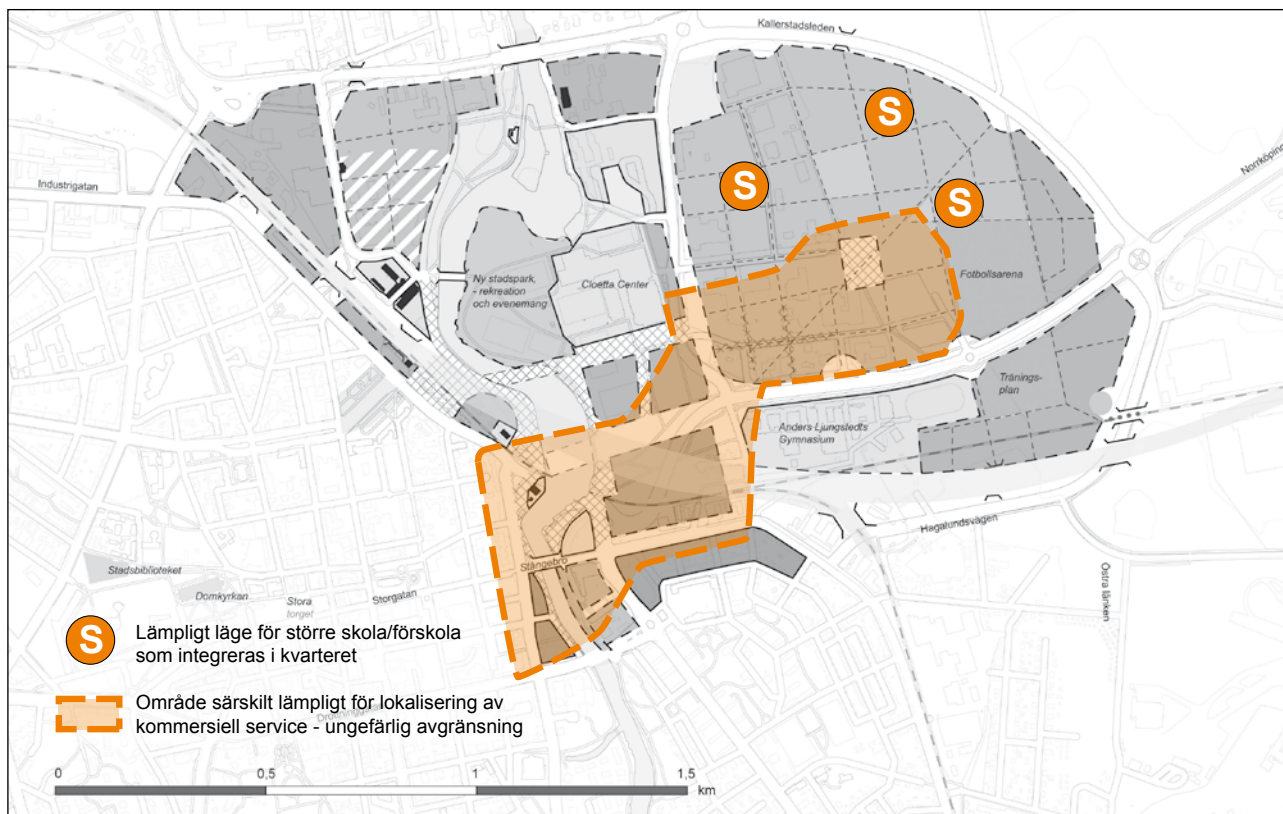 Kallerstadsleden
S
Norrköping
S
Industrigatan
S
Ny stadspark,
- rekreation
och evenemang
Cloetta Center
Fotbollsarena
Tränings-
plan
Anders Ljungstedts
Gymnasium
Hagalundsvägen
Stångebro
Östra länken
Stadsbiblioteket
Domkyrkan
Stora
torget
Storgatan
S
Lämpligt läge för större skola/förskola
som integreras i kvarteret
Område särskilt lämpligt för lokalisering av
kommersiell service - ungefärlig avgränsning
0
0,5
1
1,5
km